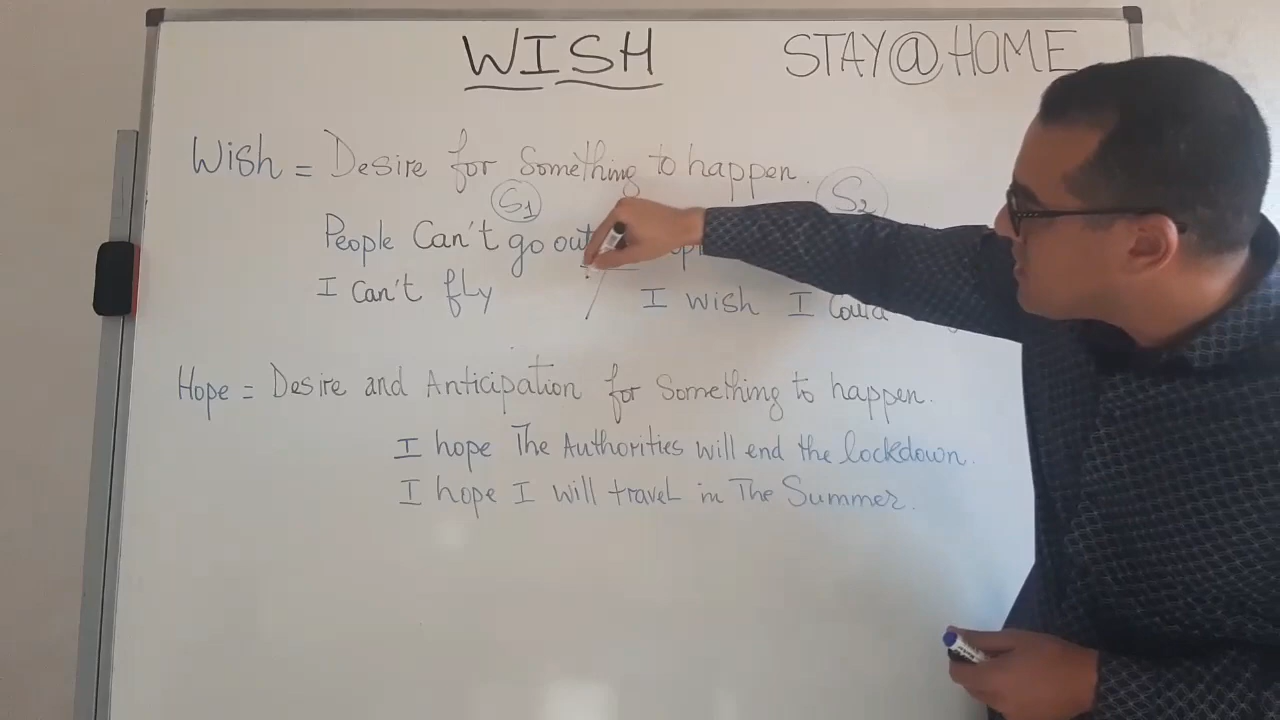 WISH
STAY@HOME
Wish = Desire for Something to happen.
S1
S2
People Can't go out
I can't fly
I wish I Could
Hope = Desire and Anticipation for Something to happen.
I hope The Authorities will end the lockdown.
I hope I will travel in The Summer.